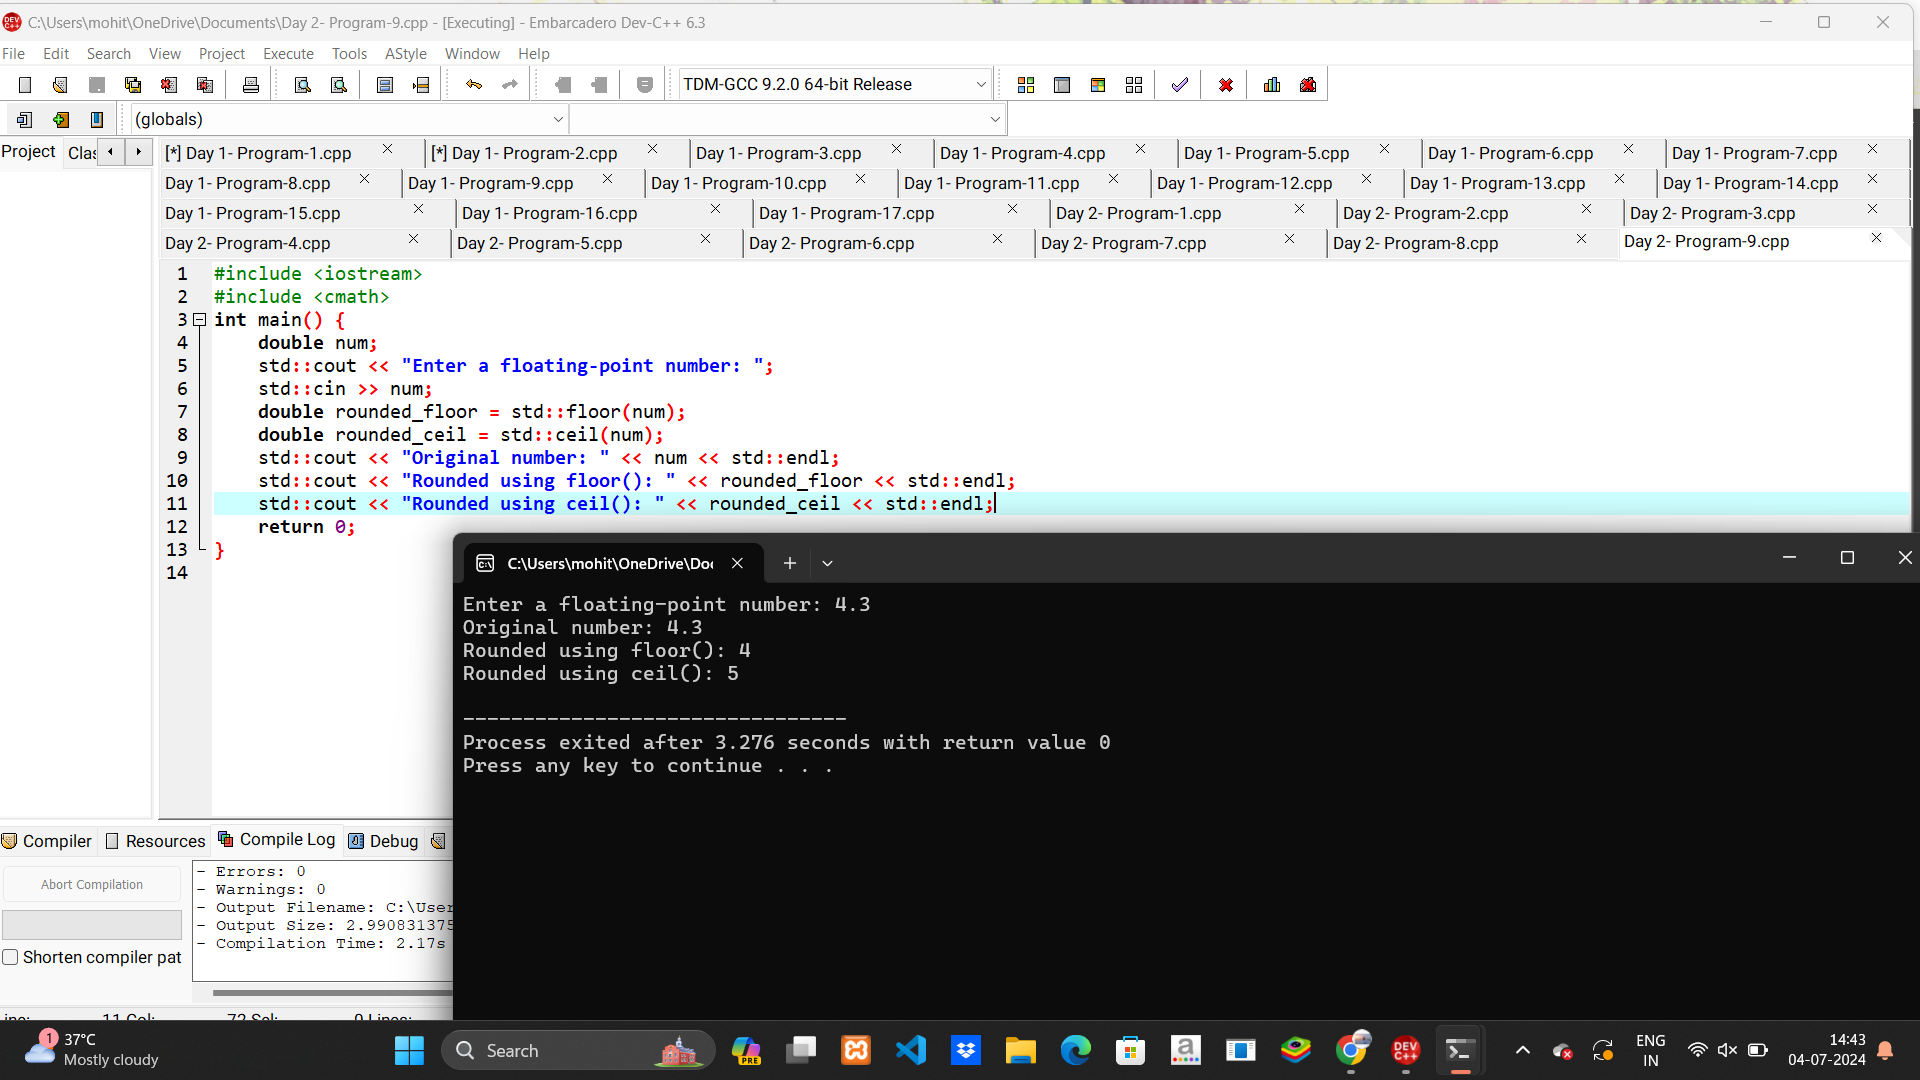 C:\Users\mohit\OneDrive\Documents\Day 2- Program-9.cpp - [Executing] - Embarcadero Dev-C++ 6.3
File Edit Search View Project Execute Tools AStyle Window Help
TDM-GCC 9.2.0 64-bit Release
(globals)
Project Clas
[*] Day 1- Program-1.cpp [*] Day 1- Program-2.cpp Day 1- Program-3.cpp Day 1- Program-4.cpp Day 1- Program-5.cpp Day 1- Program-6.cpp Day 1- Program-7.cpp
Day 1- Program-8.cpp Day 1- Program-9.cpp Day 1- Program-10.cpp Day 1- Program-11.cpp Day 1- Program-12.cpp Day 1- Program-13.cpp Day 1- Program-14.cpp
Day 1- Program-15.cpp Day 1- Program-16.cpp Day 1- Program-17.cpp Day 2- Program-1.cpp Day 2- Program-2.cpp Day 2- Program-3.cpp
Day 2- Program-4.cpp Day 2- Program-5.cpp Day 2- Program-6.cpp Day 2- Program-7.cpp Day 2- Program-8.cpp Day 2- Program-9.cpp
1 #include <iostream>
2 #include <cmath>
3 int main() {
4 double num;
5 std::cout << "Enter a floating-point number: ";
6 std::cin >> num;
7 double rounded_floor = std::floor(num);
8 double rounded_ceil = std::ceil(num);
9 std::cout << "Original number: " << num << std::endl;
10 std::cout << "Rounded using floor(): " << rounded_floor << std::endl;
11 std::cout << "Rounded using ceil(): " << rounded_ceil << std::endl;
12 return 0;
13 }
14
C:\Users\mohit\OneDrive\Doc
Enter a floating-point number: 4.3
Original number: 4.3
Rounded using floor(): 4
Rounded using ceil(): 5
--------------------------------
Process exited after 3.276 seconds with return value 0
Press any key to continue . . .
Compiler Resources Compile Log Debug
Abort Compilation
Shorten compiler pat
- Errors: 0
- Warnings: 0
- Output Filename: C:\User
- Output Size: 2.990831375
- Compilation Time: 2.17s
11 Col: 72 Sel: 0 Lines:
1
37°C
Mostly cloudy
Search
PRE
DEV C++
ENG
IN
14:43
04-07-2024